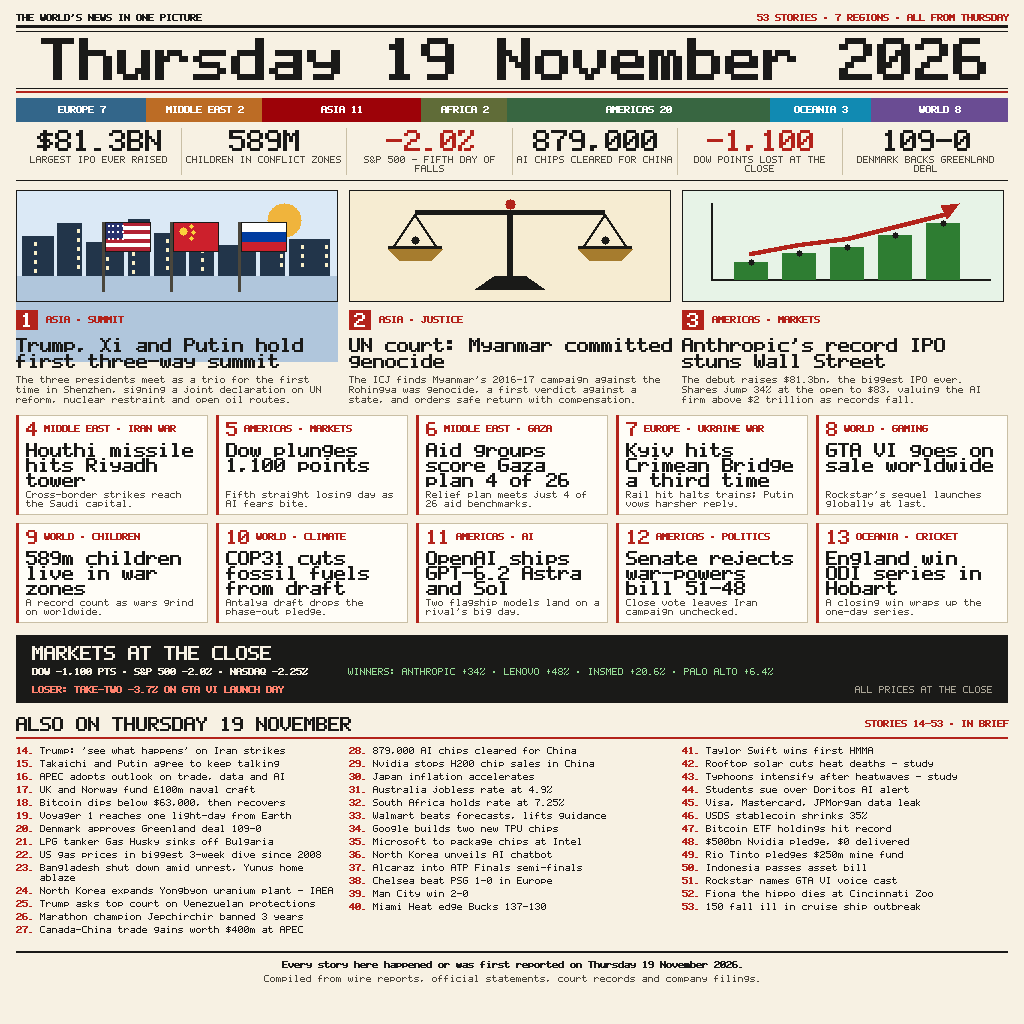 THE WORLD'S NEWS IN ONE PICTURE
53 STORIES · 7 REGIONS · ALL FROM THURSDAY
Thursday 19 November 2026
EUROPE 7
MIDDLE EAST 2
ASIA 11
AFRICA 2
AMERICAS 20
OCEANIA 3
WORLD 8
$81.3BN
LARGEST IPO EVER RAISED
589M
CHILDREN IN CONFLICT ZONES
-2.0%
S&P 500 - FIFTH DAY OF
FALLS
879,000
AI CHIPS CLEARED FOR CHINA
-1,100
DOW POINTS LOST AT THE
CLOSE
109-0
DENMARK BACKS GREENLAND
DEAL
1 ASIA · SUMMIT
Trump, Xi and Putin hold
first three-way summit
The three presidents meet as a trio for the first
time in Shenzhen, signing a joint declaration on UN
reform, nuclear restraint and open oil routes.
2 ASIA · JUSTICE
UN court: Myanmar committed
genocide
The ICJ finds Myanmar's 2016-17 campaign against the
Rohingya was genocide, a first verdict against a
state, and orders safe return with compensation.
3 AMERICAS · MARKETS
Anthropic's record IPO
stuns Wall Street
The debut raises $81.3bn, the biggest IPO ever.
Shares jump 34% at the open to $83, valuing the AI
firm above $2 trillion as records fall.
4 MIDDLE EAST · IRAN WAR
Houthi missile
hits Riyadh
tower
Cross-border strikes reach
the Saudi capital.
5 AMERICAS · MARKETS
Dow plunges
1,100 points
Fifth straight losing day as
AI fears bite.
6 MIDDLE EAST · GAZA
Aid groups
score Gaza
plan 4 of 26
Relief plan meets just 4 of
26 aid benchmarks.
7 EUROPE · UKRAINE WAR
Kyiv hits
Crimean Bridge
a third time
Rail hit halts trains; Putin
vows harsher reply.
8 WORLD · GAMING
GTA VI goes on
sale worldwide
Rockstar's sequel launches
globally at last.
9 WORLD · CHILDREN
589m children
live in war
zones
A record count as wars grind
on worldwide.
10 WORLD · CLIMATE
COP31 cuts
fossil fuels
from draft
Antalya draft drops the
phase-out pledge.
11 AMERICAS · AI
OpenAI ships
GPT-6.2 Astra
and Sol
Two flagship models land on a
rival's big day.
12 AMERICAS · POLITICS
Senate rejects
war-powers
bill 51-48
Close vote leaves Iran
campaign unchecked.
13 OCEANIA · CRICKET
England win
ODI series in
Hobart
A closing win wraps up the
one-day series.
MARKETS AT THE CLOSE
DOW -1,100 PTS · S&P 500 -2.0% · NASDAQ -2.25%
WINNERS: ANTHROPIC +34% · LENOVO +48% · INSMED +20.6% · PALO ALTO +6.4%
LOSER: TAKE-TWO -3.7% ON GTA VI LAUNCH DAY
ALL PRICES AT THE CLOSE
ALSO ON THURSDAY 19 NOVEMBER
STORIES 14-53 · IN BRIEF
14. Trump: 'see what happens' on Iran strikes
15. Takaichi and Putin agree to keep talking
16. APEC adopts outlook on trade, data and AI
17. UK and Norway fund £100m naval craft
18. Bitcoin dips below $63,000, then recovers
19. Voyager 1 reaches one light-day from Earth
20. Denmark approves Greenland deal 109-0
21. LPG tanker Gas Husky sinks off Bulgaria
22. US gas prices in biggest 3-week dive since 2008
23. Bangladesh shut down amid unrest, Yunus home
ablaze
24. North Korea expands Yongbyon uranium plant - IAEA
25. Trump asks top court on Venezuelan protections
26. Marathon champion Jepchirchir banned 3 years
27. Canada-China trade gains worth $400m at APEC
28. 879,000 AI chips cleared for China
29. Nvidia stops H200 chip sales in China
30. Japan inflation accelerates
31. Australia jobless rate at 4.9%
32. South Africa holds rate at 7.25%
33. Walmart beats forecasts, lifts guidance
34. Google builds two new TPU chips
35. Microsoft to package chips at Intel
36. North Korea unveils AI chatbot
37. Alcaraz into ATP Finals semi-finals
38. Chelsea beat PSG 1-0 in Europe
39. Man City win 2-0
40. Miami Heat edge Bucks 137-130
41. Taylor Swift wins first HMMA
42. Rooftop solar cuts heat deaths - study
43. Typhoons intensify after heatwaves - study
44. Students sue over Doritos AI alert
45. Visa, Mastercard, JPMorgan data leak
46. USDS stablecoin shrinks 35%
47. Bitcoin ETF holdings hit record
48. $500bn Nvidia pledge, $0 delivered
49. Rio Tinto pledges $250m mine fund
50. Indonesia passes asset bill
51. Rockstar names GTA VI voice cast
52. Fiona the hippo dies at Cincinnati Zoo
53. 150 fall ill in cruise ship outbreak
Every story here happened or was first reported on Thursday 19 November 2026.
Compiled from wire reports, official statements, court records and company filings.